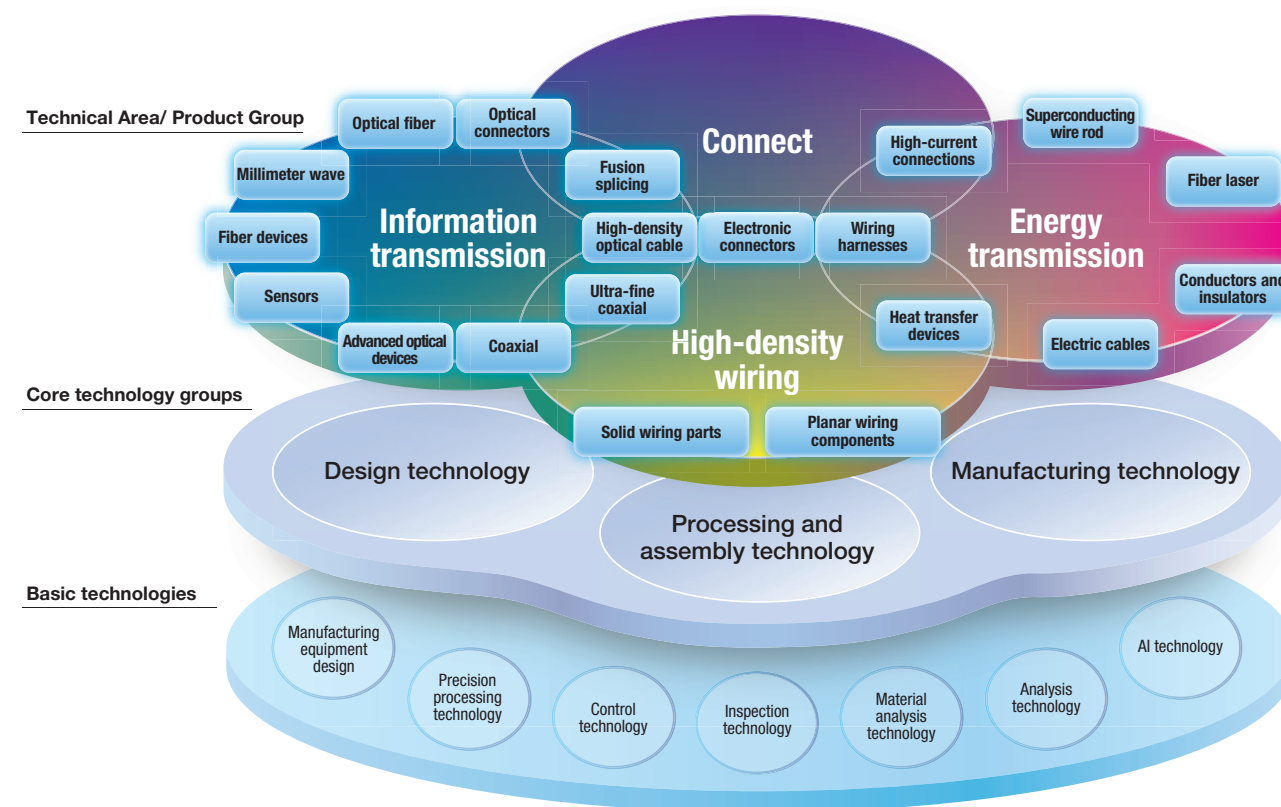 Technical Area/ Product Group
Optical fiber
Optical
connectors
Connect
High-current
connections
Superconducting
wire rod
Millimeter wave
Fusion
splicing
Fiber laser
Information
transmission
Fiber devices
High-density
optical cable
Electronic
connectors
Wiring
harnesses
Energy
transmission
Sensors
Ultra-fine
coaxial
Conductors and
insulators
Advanced optical
devices
Coaxial
High-density
wiring
Heat transfer
devices
Electric cables
Solid wiring parts
Planar wiring
components
Core technology groups
Design technology
Processing and
assembly technology
Manufacturing technology
Basic technologies
Manufacturing
equipment
design
Precision
processing
technology
Control
technology
Inspection
technology
Material
analysis
technology
Analysis
technology
AI technology